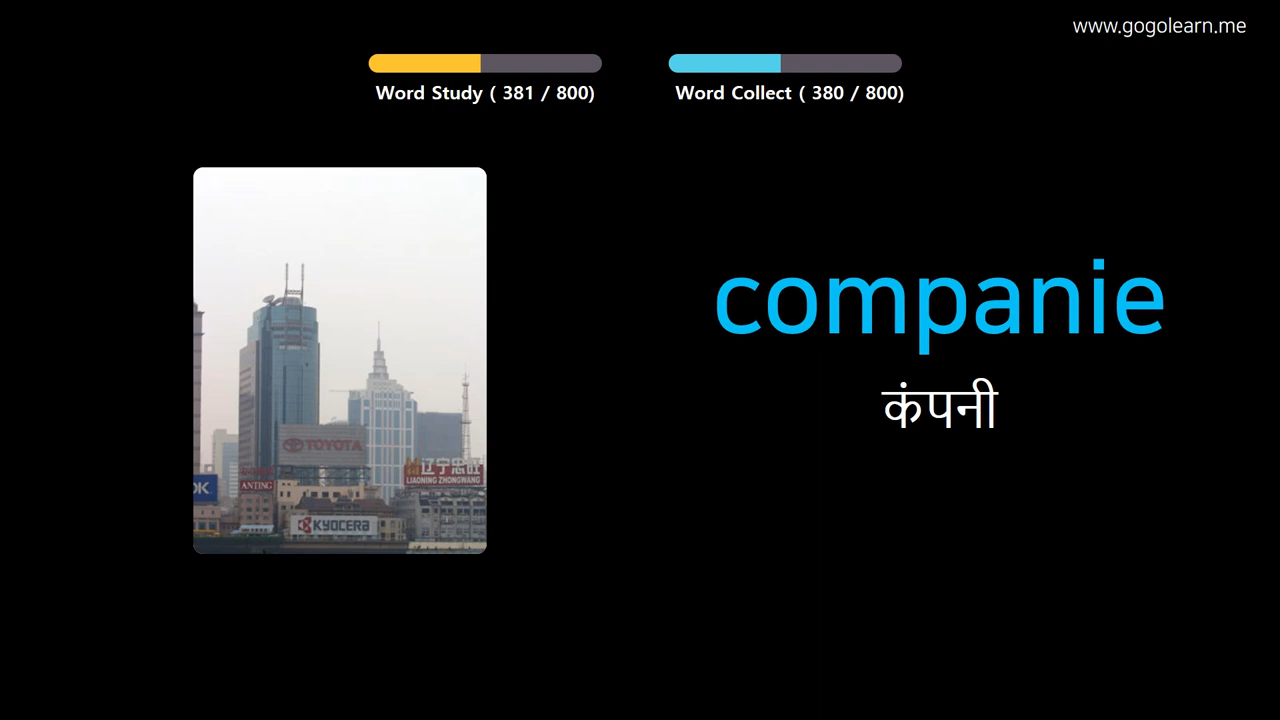 www.gogolearn.me
Word Study ( 381 / 800)
Word Collect ( 380 / 800)
companie
कंपनी
TOYOTA
辽宁忠旺
LIAONING ZHONGWANG
ANTING
OK
KYOCERA